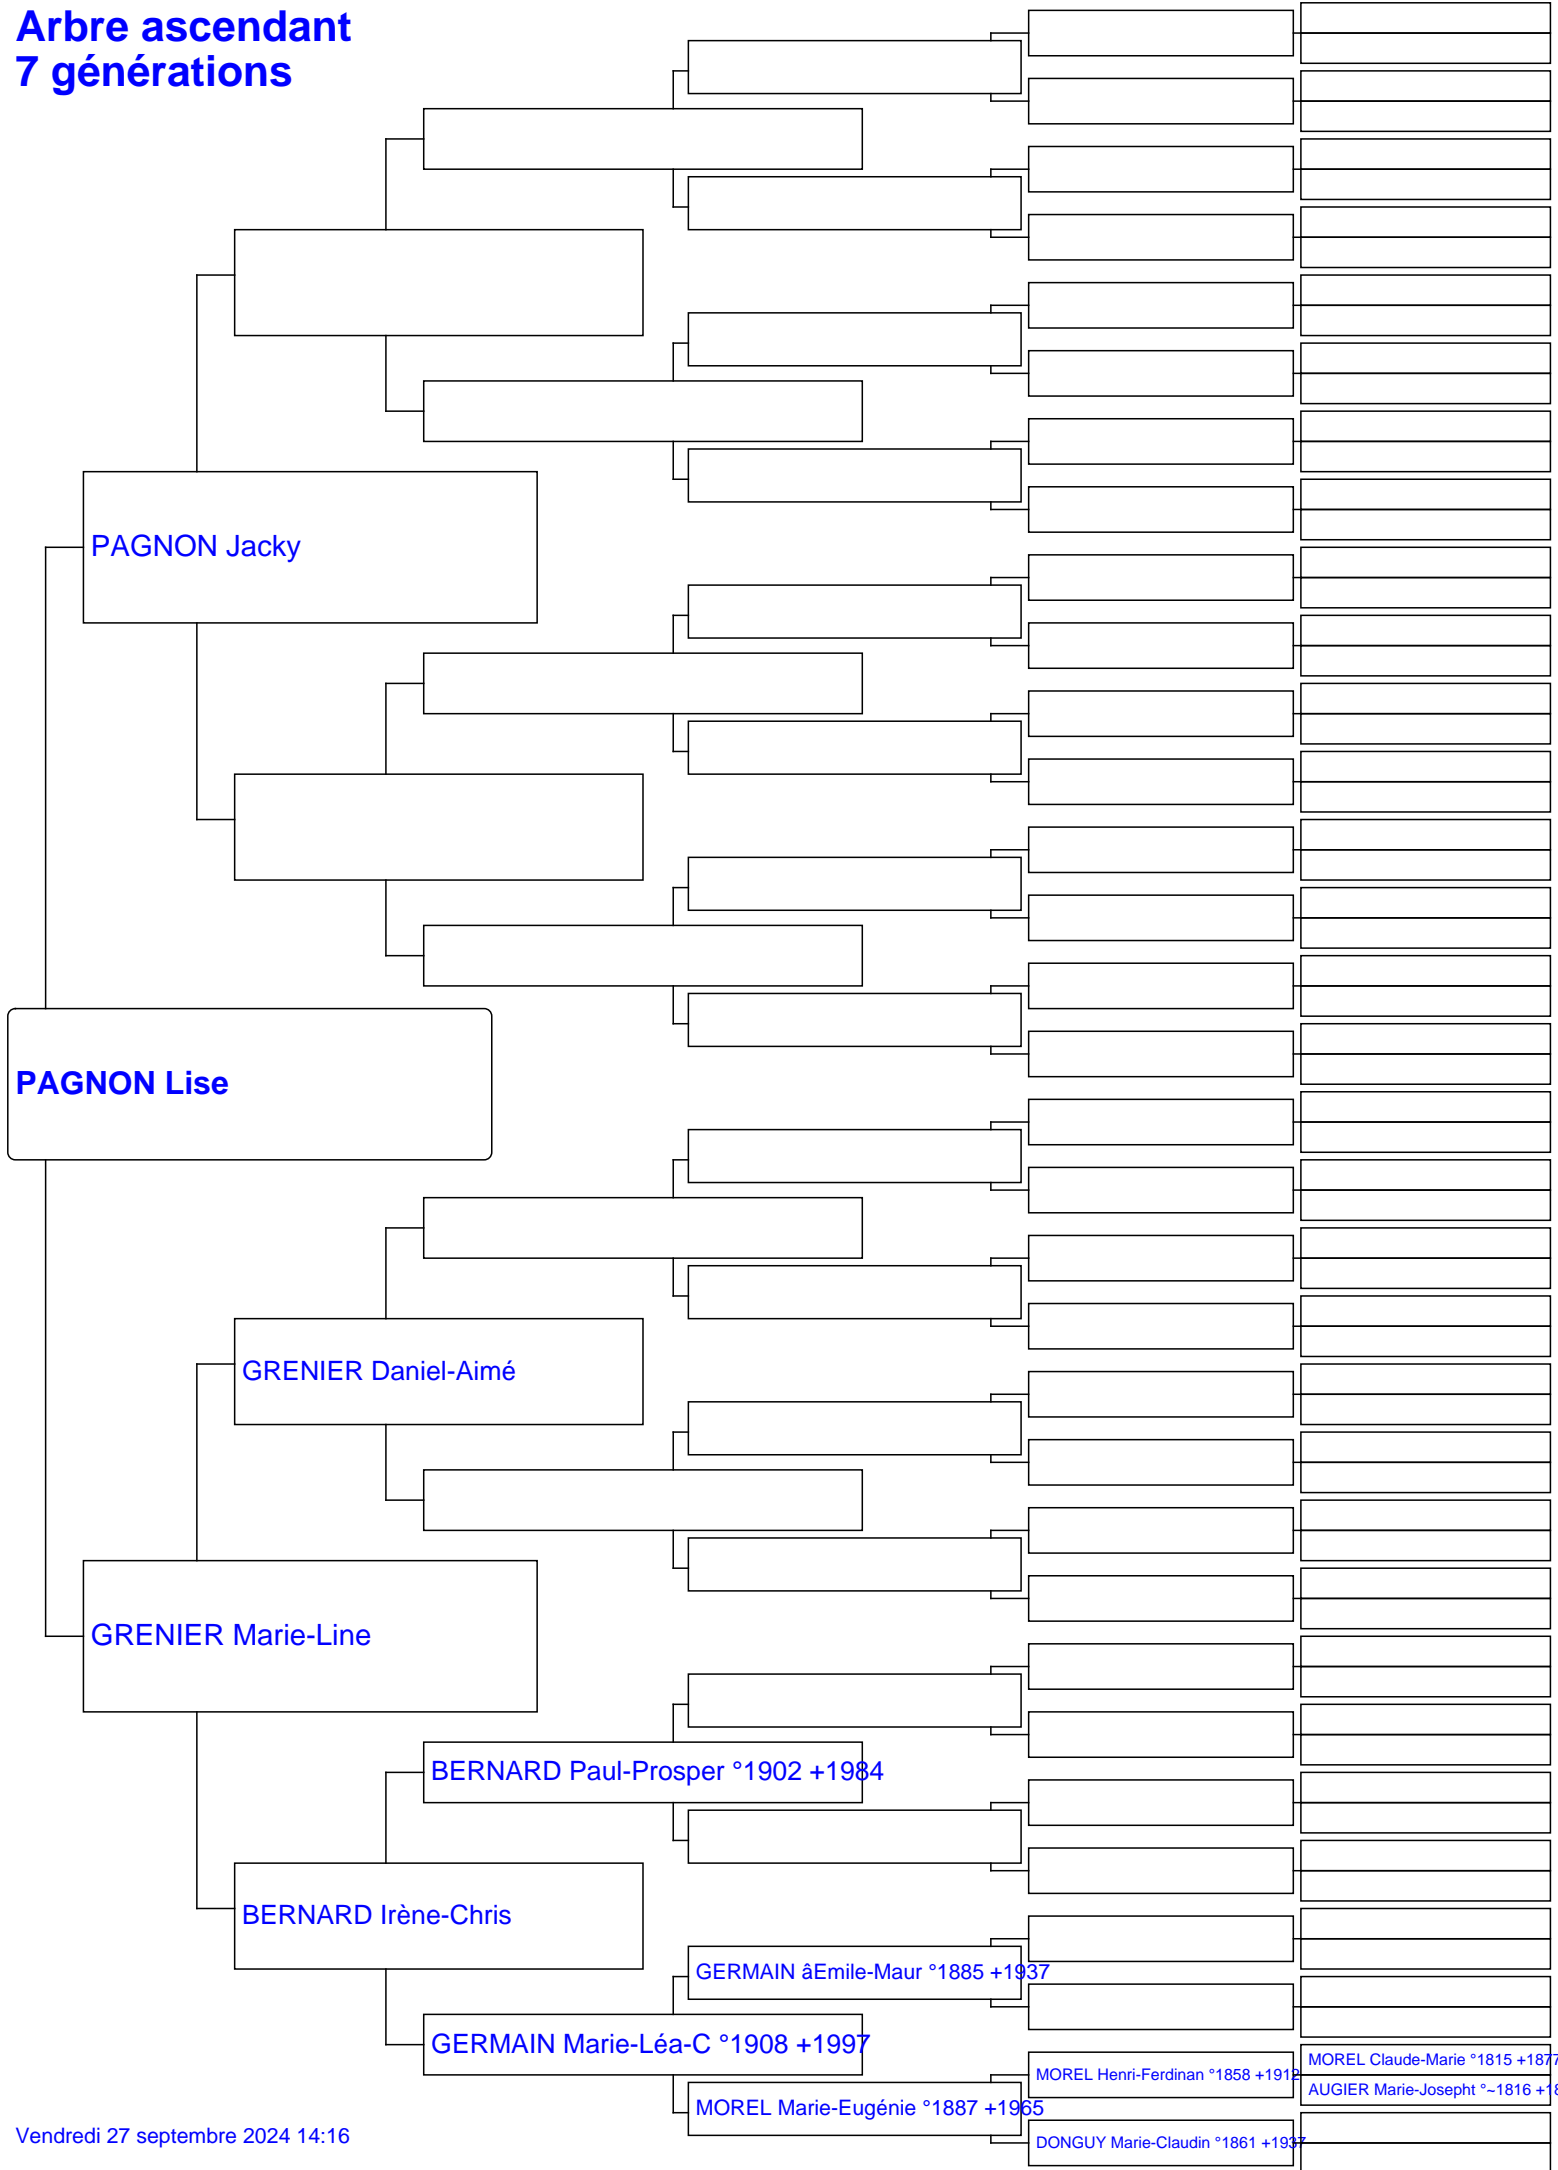 Arbre ascendant
7 générations
PAGNON Jacky
PAGNON Lise
GRENIER Daniel-Aimé
GRENIER Marie-Line
BERNARD Paul-Prosper °1902 +1984
BERNARD Irène-Chris
GERMAIN âEmile-Maur °1885 +1937
GERMAIN Marie-Léa-C °1908 +1997
MOREL Claude-Marie °1815 +1877
MOREL Henri-Ferdinan °1858 +1912
AUGIER Marie-Josepht °~1816 +18
MOREL Marie-Eugénie °1887 +1965
DONGUY Marie-Claudin °1861 +1937
Vendredi 27 septembre 2024 14:16